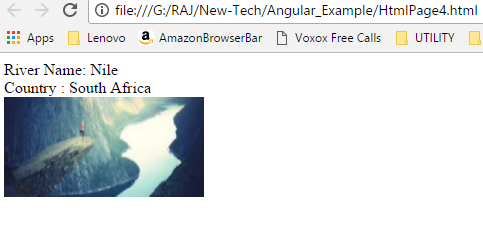 file:///G:/RAJ/New-Tech/Angular_Example/HtmlPage4.html
Apps Lenovo AmazonBrowserBar Voxox Free Calls UTILITY
River Name: Nile
Country : South Africa